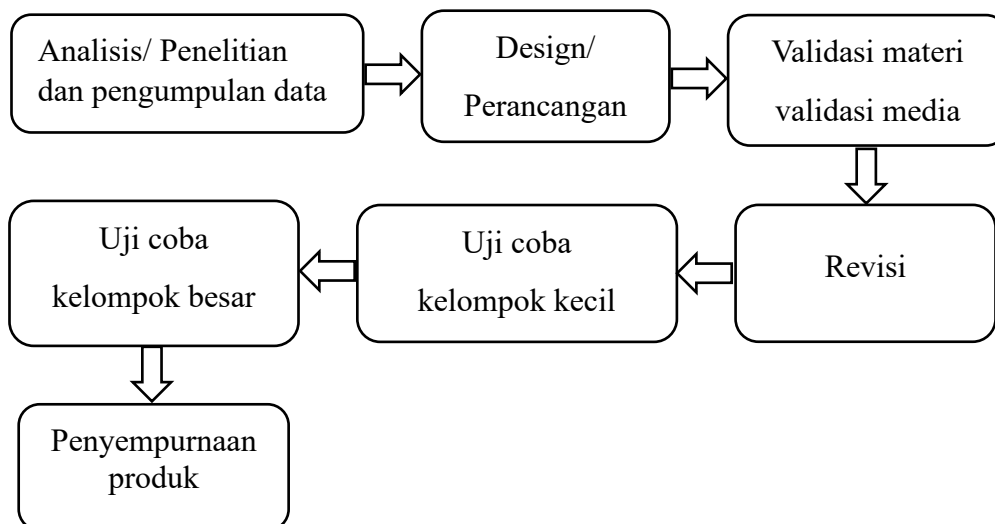 Analisis/ Penelitian
dan pengumpulan data
Design/
Perancangan
Validasi materi
validasi media
Revisi
Uji coba
kelompok kecil
Uji coba
kelompok besar
Penyempurnaan
produk